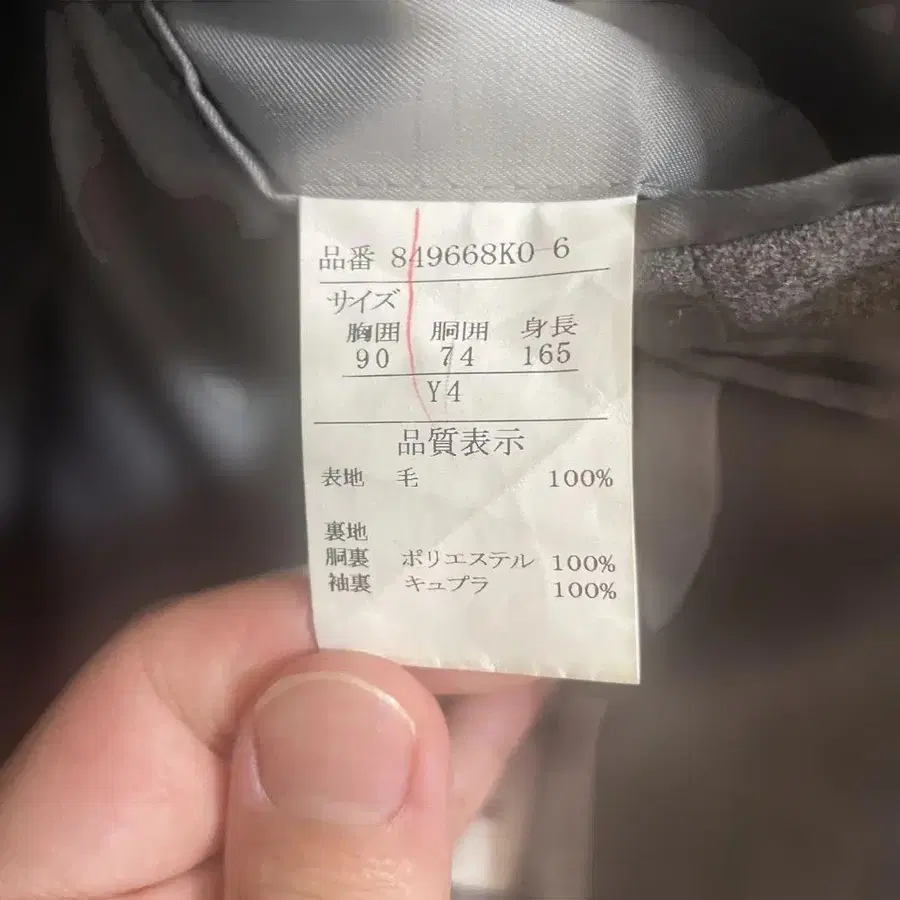 品番 849668K0-6
サイズ
胸囲 胴囲 身長
90 74 165
Y4
品質表示
表地 毛 100%
裏地
胴裏 ポリエステル 100%
袖裏 キュプラ 100%